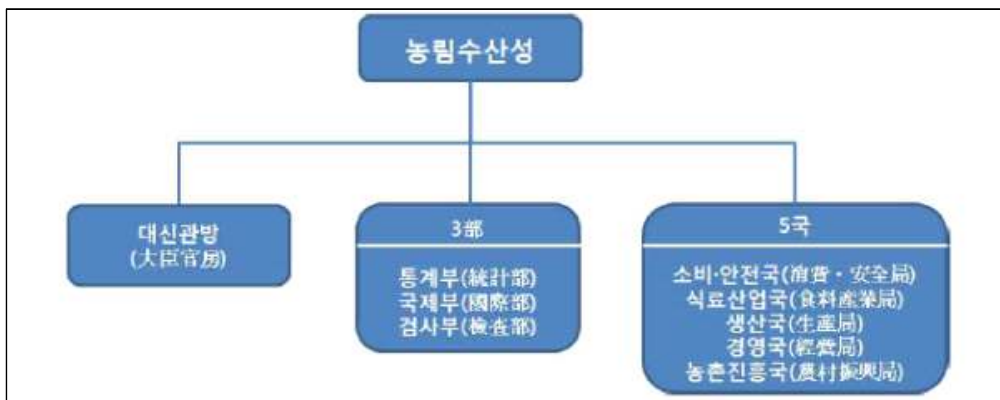 농림수산성
대신관방
(大臣官房)
3部
통계부(統計部)
국제부(國際部)
검사부(檢查部)
5국
소비·안전국(消費・安全局)
식료산업국(食料産業局)
생산국(生産局)
경영국(經營局)
농촌진흥국(農村振興局)